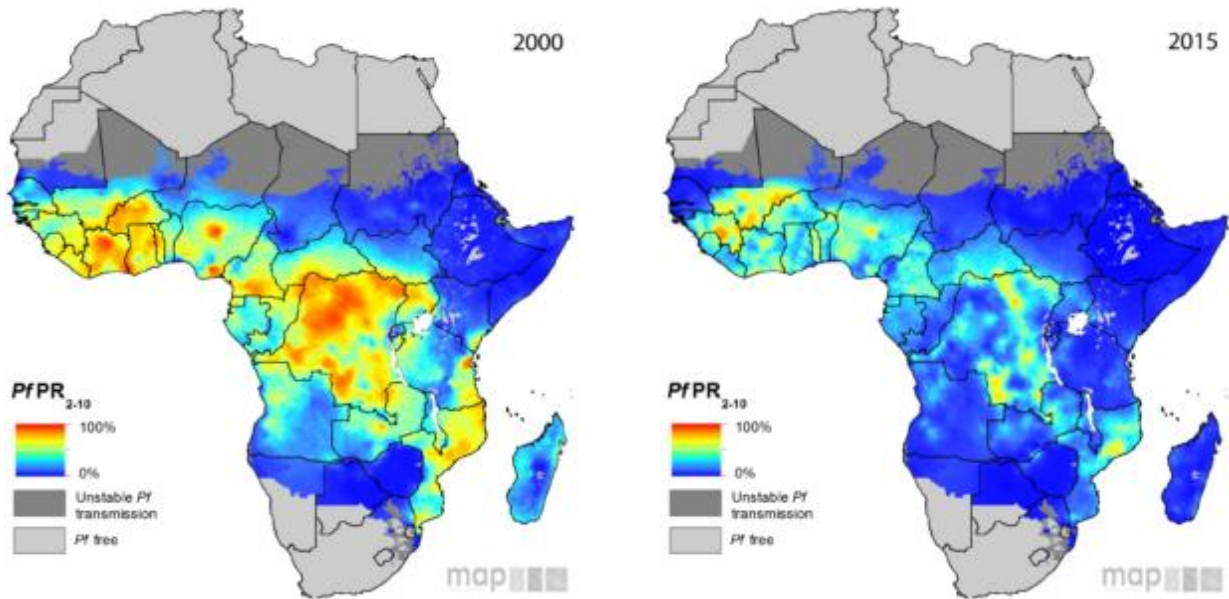 2000
PfPR2-10
100%
0%
Unstable Pf
transmission
Pf free
map
2015
PfPR2-10
100%
0%
Unstable Pf
transmission
Pf free
map